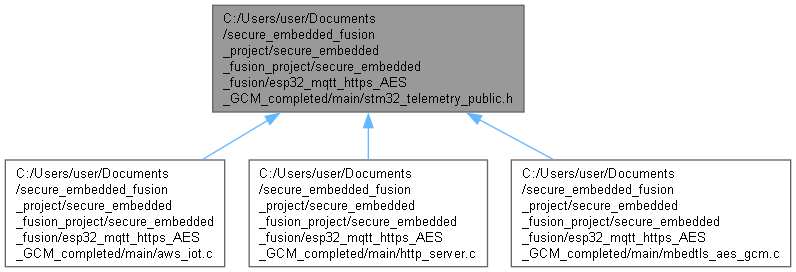 C:/Users/user/Documents
/secure_embedded_fusion
_project/secure_embedded
_fusion_project/secure_embedded
_fusion/esp32_mqtt_https_AES
_GCM_completed/main/stm32_telemetry_public.h
C:/Users/user/Documents
/secure_embedded_fusion
_project/secure_embedded
_fusion_project/secure_embedded
_fusion/esp32_mqtt_https_AES
_GCM_completed/main/aws_iot.c
C:/Users/user/Documents
/secure_embedded_fusion
_project/secure_embedded
_fusion_project/secure_embedded
_fusion/esp32_mqtt_https_AES
_GCM_completed/main/http_server.c
C:/Users/user/Documents
/secure_embedded_fusion
_project/secure_embedded
_fusion_project/secure_embedded
_fusion/esp32_mqtt_https_AES
_GCM_completed/main/mbedtls_aes_gcm.c